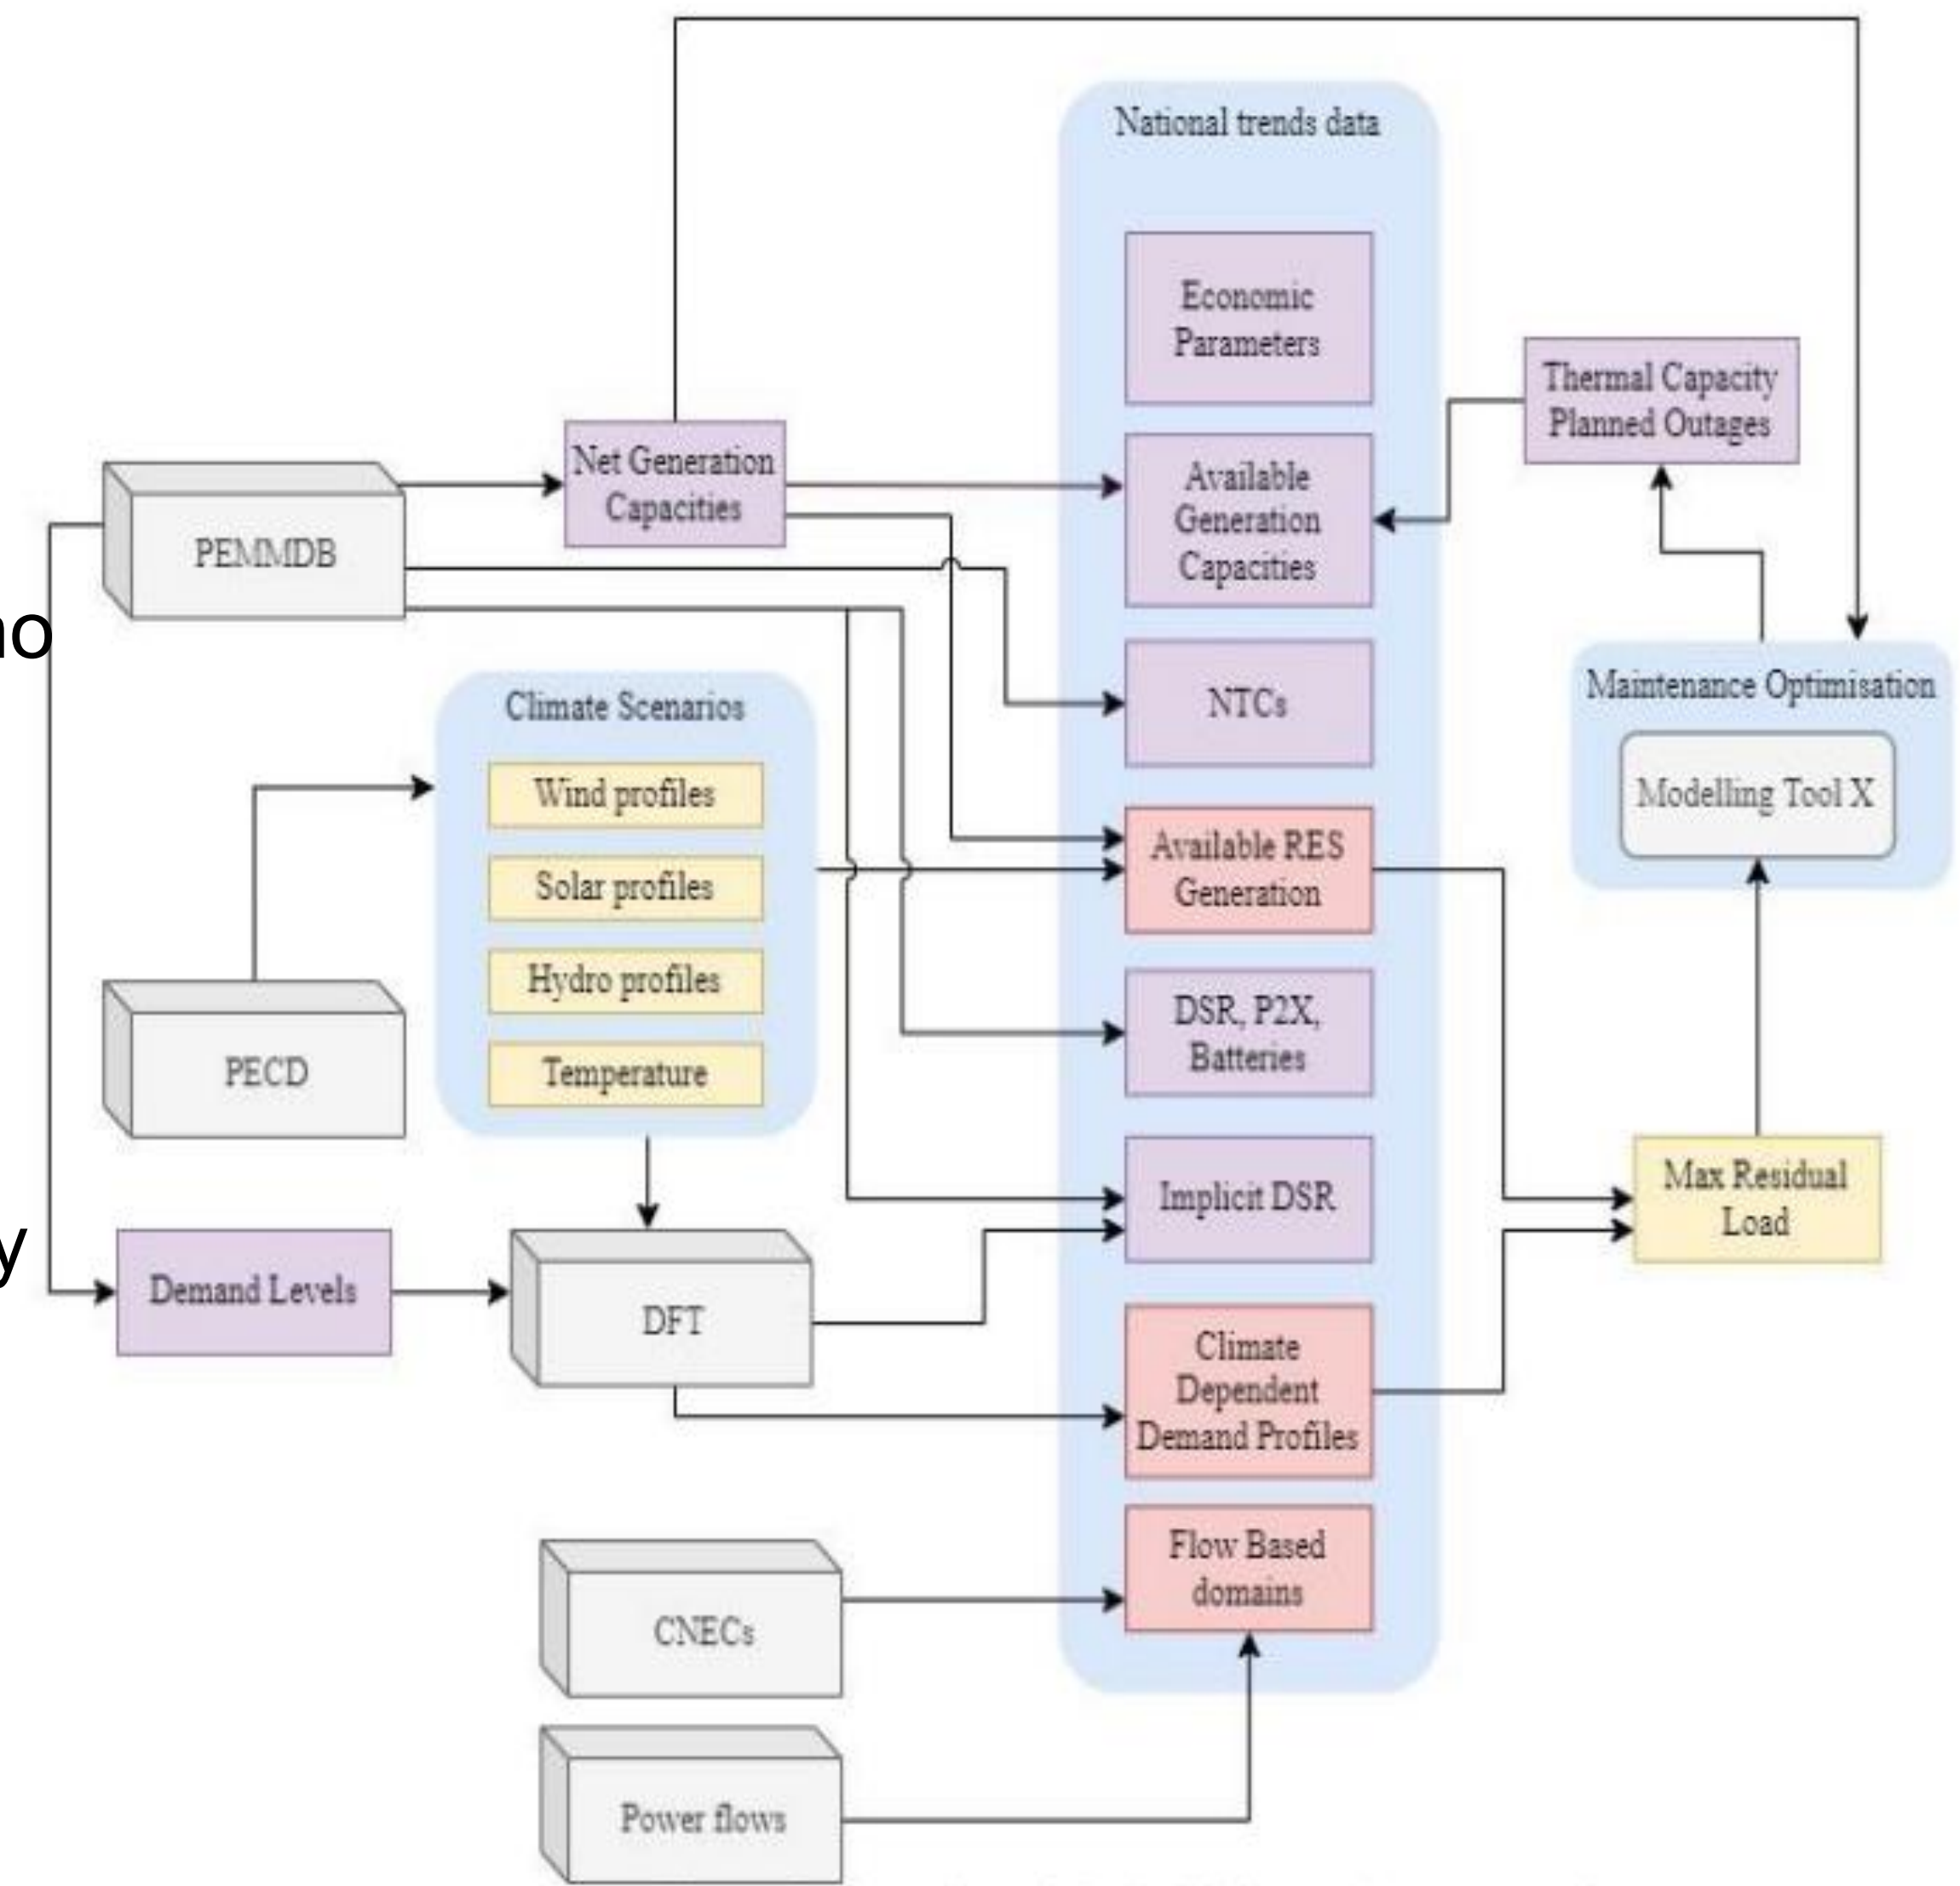 National trends data
Economic
Parameters
Thermal Capacity
Planned Outages
Net Generation
Capacities
Available
Generation
Capacities
PEMMDB
no
NTCs
Climate Scenarios
Wind profiles
Solar profiles
Hydro profiles
Temperature
Maintenance Optimisation
Modelling Tool X
Available RES
Generation
PECD
DSR, P2X,
Batteries
Implicit DSR
Max Residual
Load
y
Demand Levels
DFT
Climate
Dependent
Demand Profiles
Flow Based
domains
CNECs
Power flows